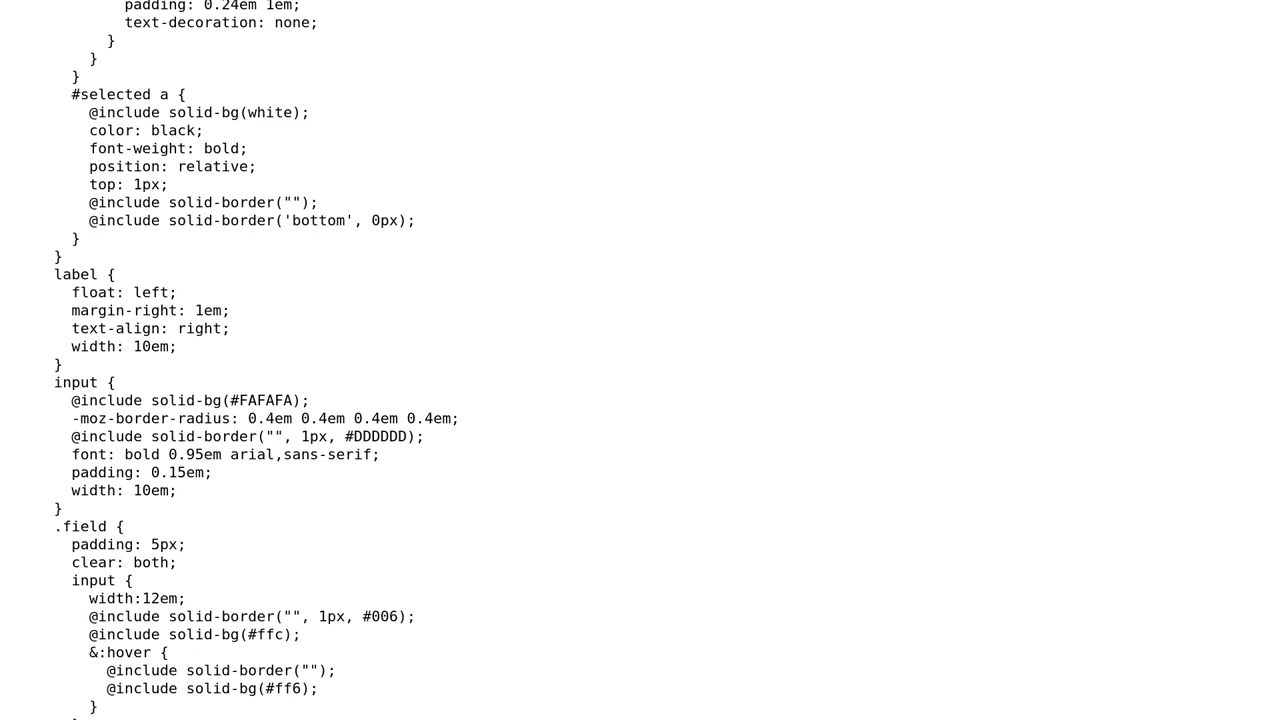 padding: 0.24em 1em;
        text-decoration: none;
      }
    }
  }
  #selected a {
    @include solid-bg(white);
    color: black;
    font-weight: bold;
    position: relative;
    top: 1px;
    @include solid-border("");
    @include solid-border('bottom', 0px);
  }
}
label {
  float: left;
  margin-right: 1em;
  text-align: right;
  width: 10em;
}
input {
  @include solid-bg(#FAFAFA);
  -moz-border-radius: 0.4em 0.4em 0.4em 0.4em;
  @include solid-border("", 1px, #DDDDDD);
  font: bold 0.95em arial,sans-serif;
  padding: 0.15em;
  width: 10em;
}
.field {
  padding: 5px;
  clear: both;
  input {
    width:12em;
    @include solid-border("", 1px, #006);
    @include solid-bg(#ffc);
    &:hover {
      @include solid-border("");
      @include solid-bg(#ff6);
    }
  }